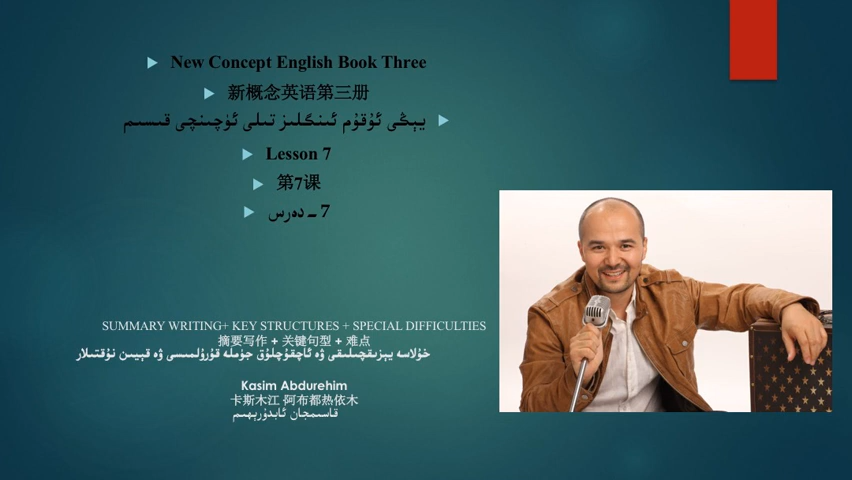 New Concept English Book Three
新概念英语第三册
يېڭى ئۇقۇم ئىنگلىز تىلى ئۈچىنچى قىسىم
Lesson 7
第7课
7 - دەرس
SUMMARY WRITING+ KEY STRUCTURES + SPECIAL DIFFICULTIES
摘要写作 + 关键句型 + 难点
خۇلاسە يېزىقچىلىقى ۋە ئاچقۇچلۇق جۈملە قۇرۇلمىسى ۋە قېيىن نۇقتىلار
Kasim Abdurehim
卡斯木江 阿布都热依木
قاسىمجان ئابدۇرېھىم